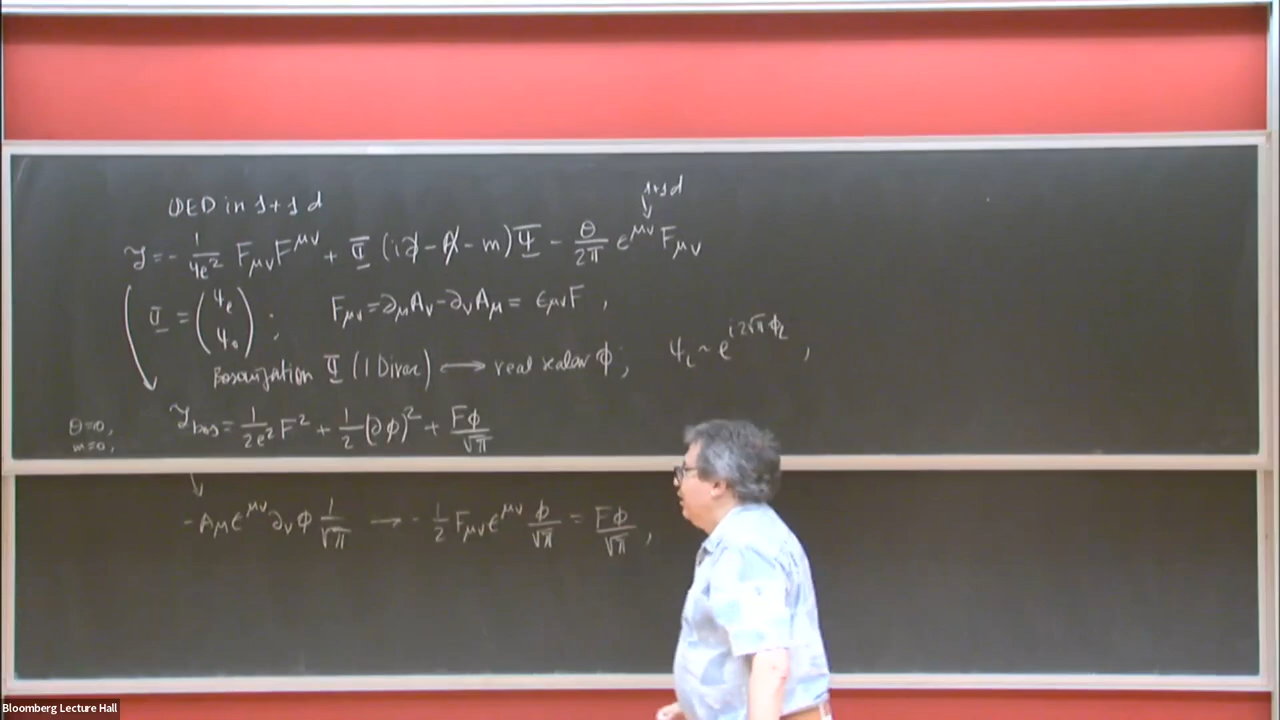 QED in 1+1 d
1+1d
↓
ℒ = -1/4e² F_μν F^μν + Ψ̄ (i∂̸ - A̸ - m) Ψ - θ/2π ϵ^μν F_μν
Ψ = (ψ_e ψ_o) ; F_μν = ∂_μ A_ν - ∂_ν A_μ = ϵ_μν F ,
Bosonization Ψ (1 Dirac) ⟷ real scalar ϕ ; ψ_L ~ e^{i2√π ϕ_L} ,
θ=0, m=0, ℒ_bos = 1/2e² F² + 1/2 (∂ϕ)² + Fϕ/√π
↓
-A_μ ϵ^μν ∂_ν ϕ 1/√π → -1/2 F_μν ϵ^μν ϕ/√π = Fϕ/√π ,
Bloomberg Lecture Hall